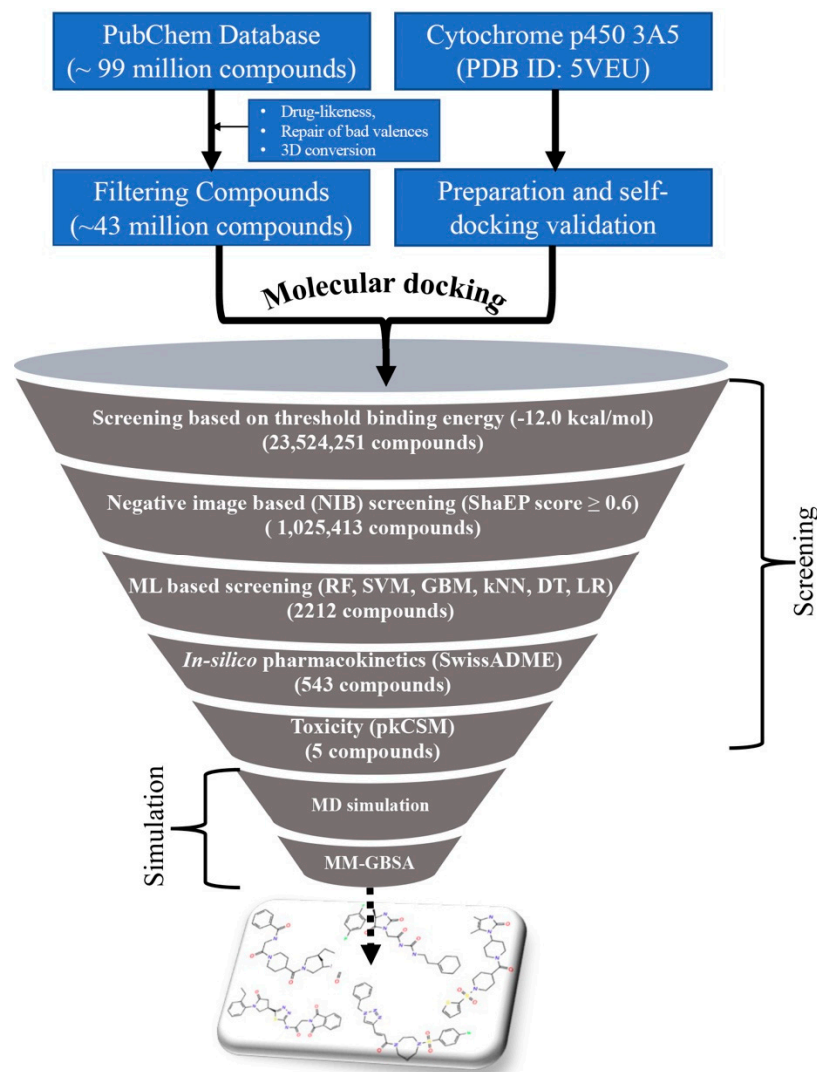 PubChem Database
(~ 99 million compounds)
Cytochrome p450 3A5
(PDB ID: 5VEU)
• Drug-likeness,
• Repair of bad valences
• 3D conversion
Filtering Compounds
(~43 million compounds)
Preparation and self-
docking validation
Molecular docking
Screening based on threshold binding energy (-12.0 kcal/mol)
(23,524,251 compounds)
Negative image based (NIB) screening (ShaEP score ≥ 0.6)
( 1,025,413 compounds)
ML based screening (RF, SVM, GBM, kNN, DT, LR)
(2212 compounds)
In-silico pharmacokinetics (SwissADME)
(543 compounds)
Toxicity (pkCSM)
(5 compounds)
Screening
MD simulation
MM-GBSA
Simulation